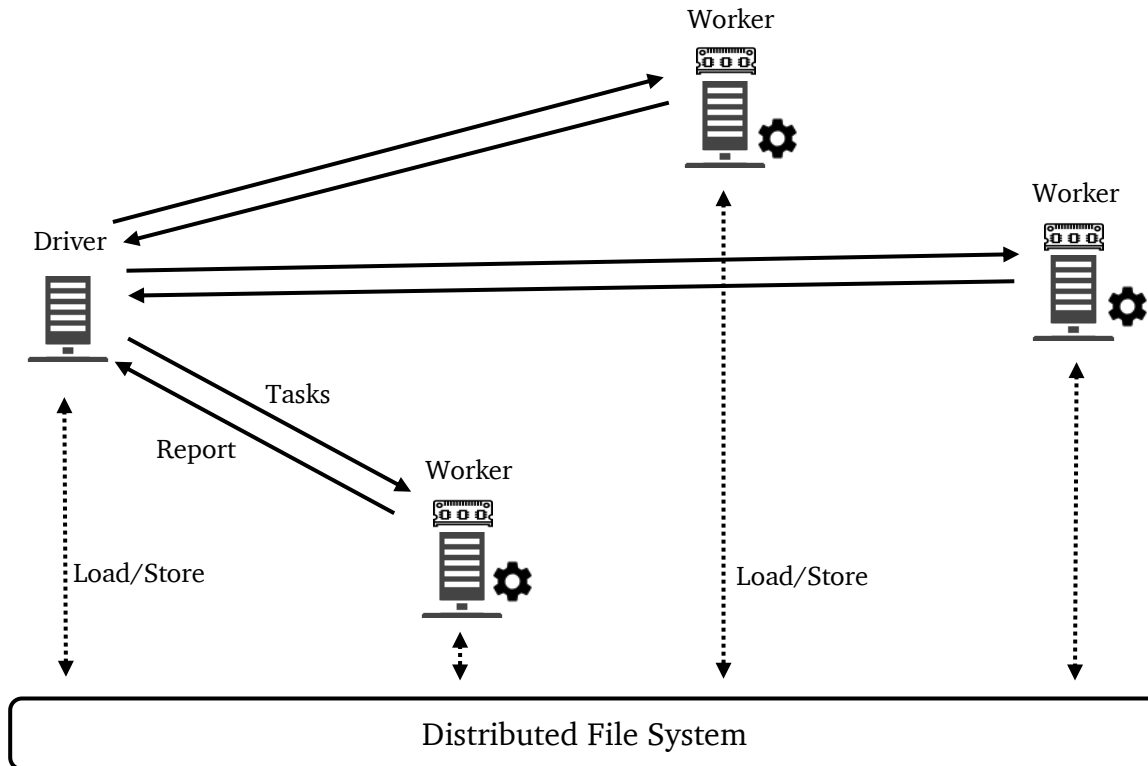 Worker
Worker
Driver
Tasks
Report
Worker
Load/Store
Load/Store
Distributed File System